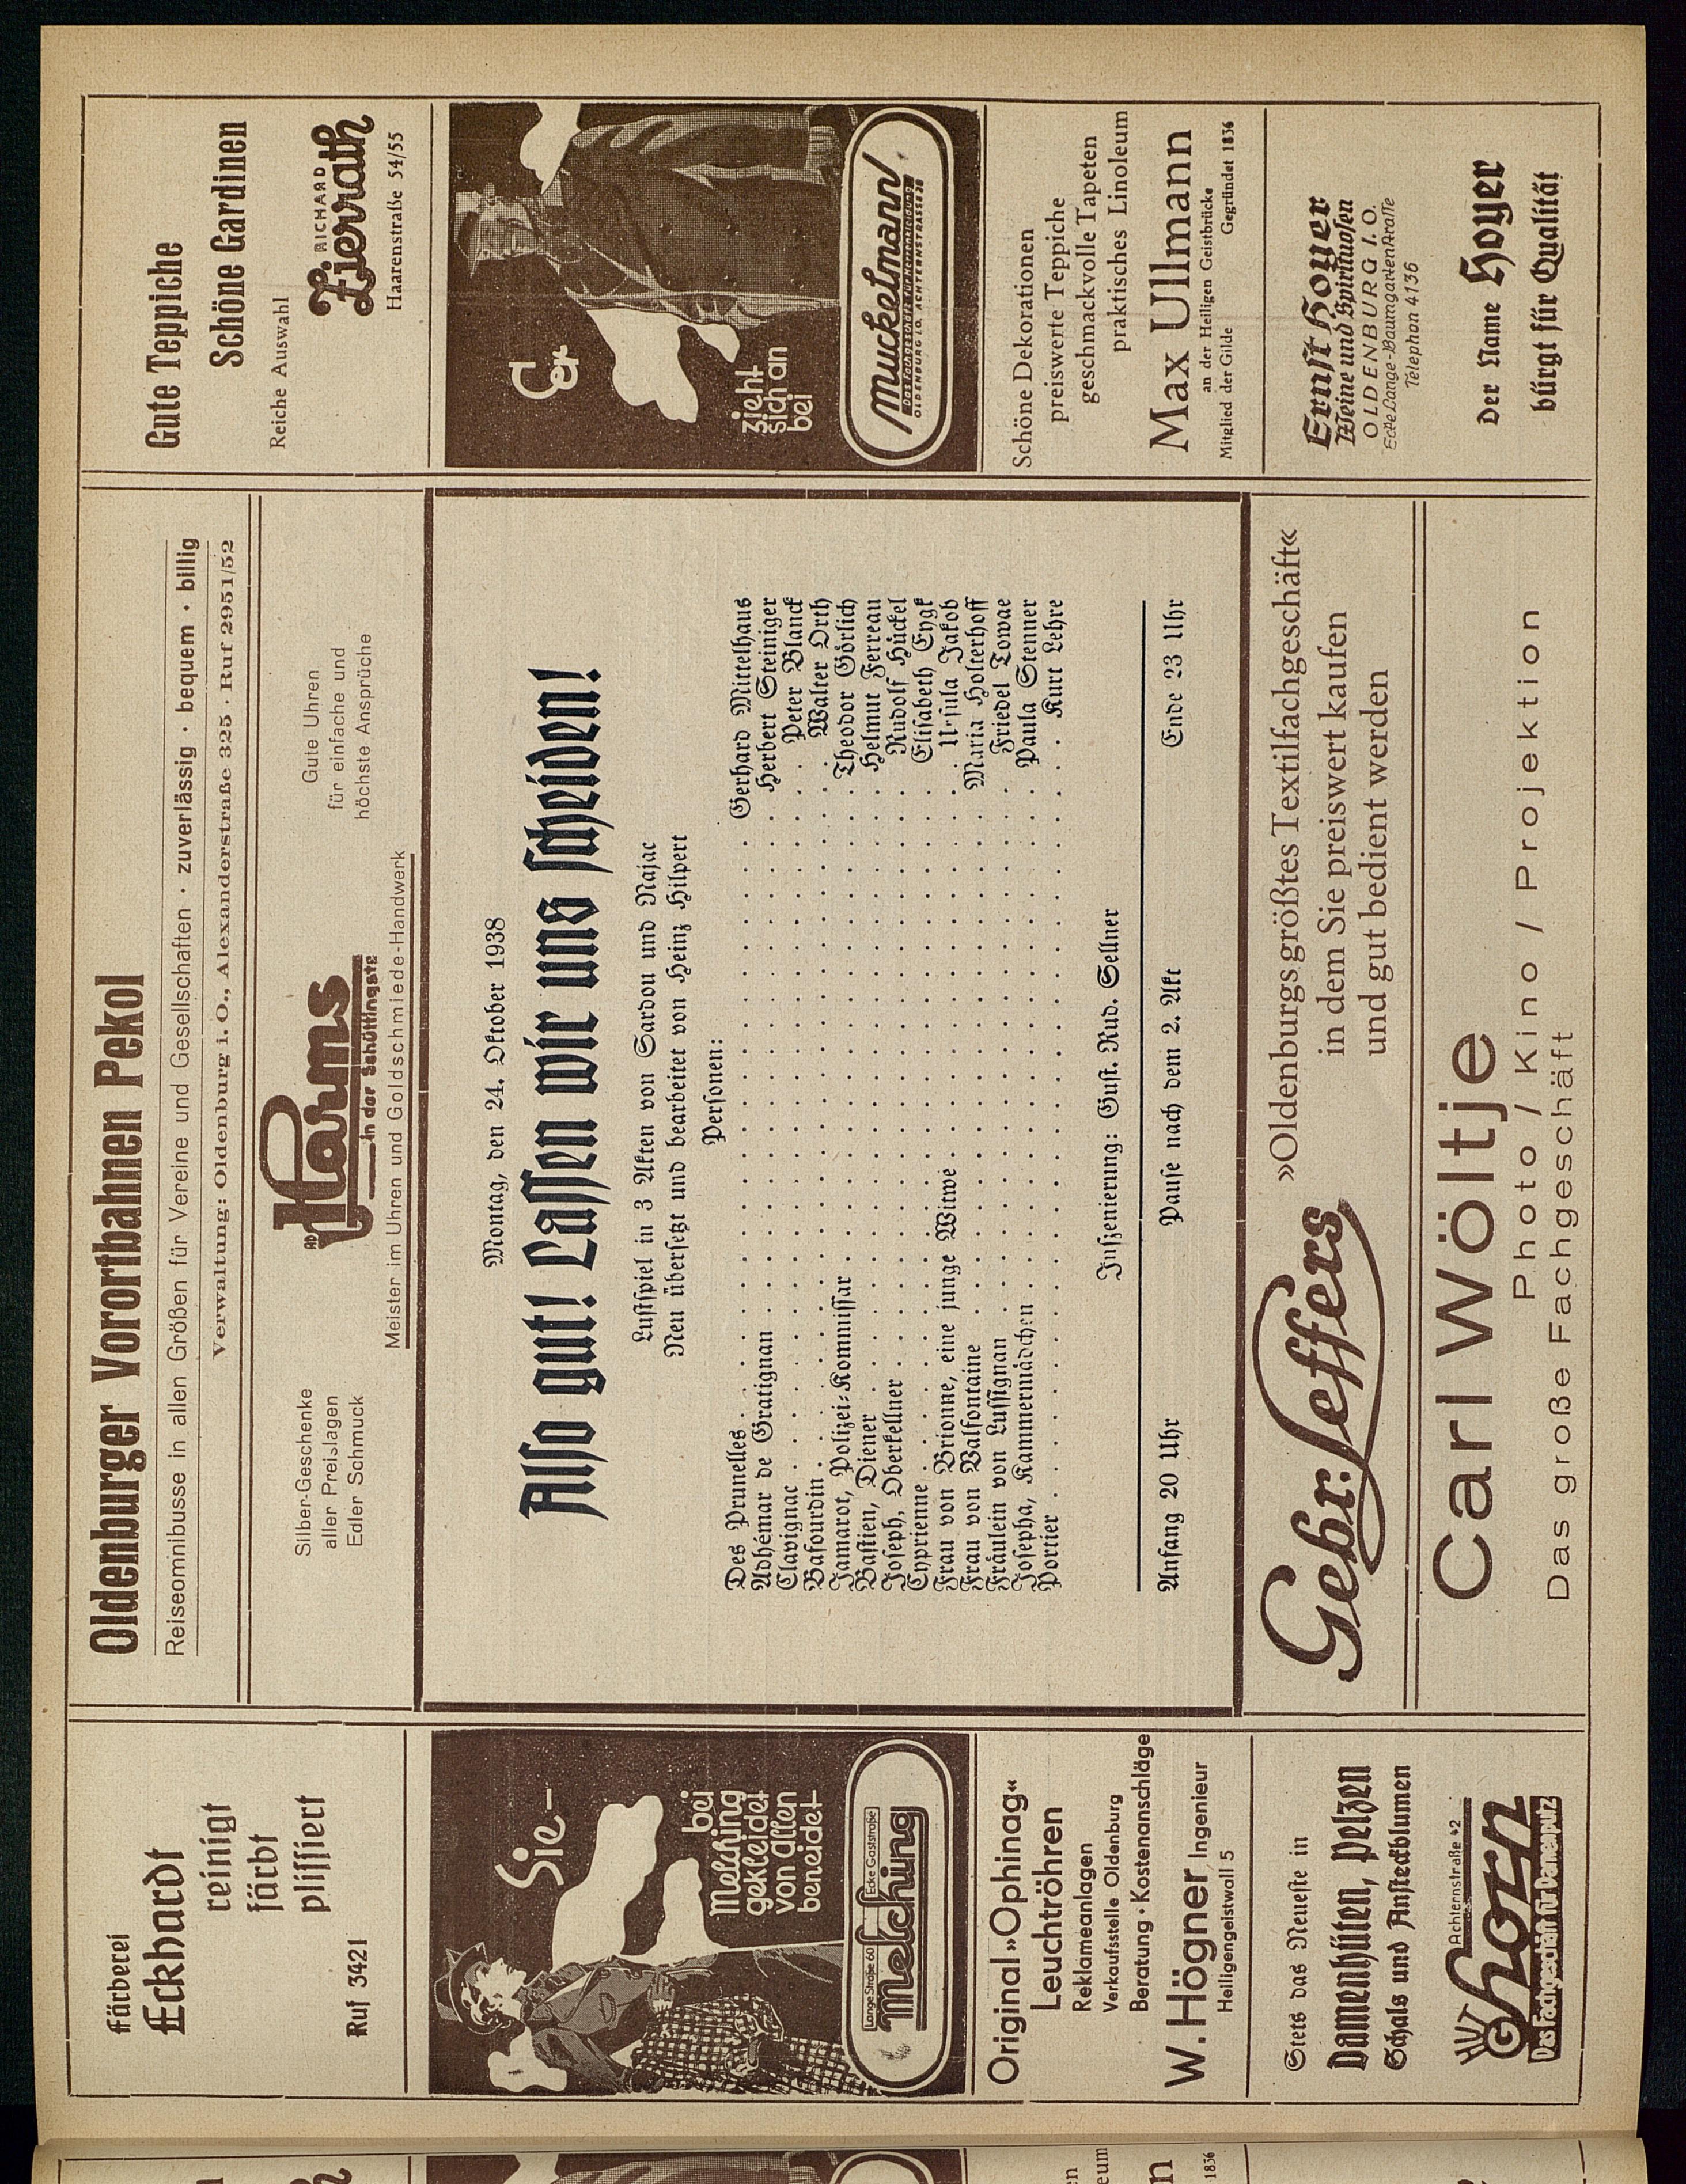 Färberei
Eckhardt
reinigt
färbt
plissiert
Ruf 3421
Sie-
bei
Melching
gekleidet
von allen
beneidet
Lange Straße 60 Ecke Gaststraße
Melching
Original „Ophinag“
Leuchtröhren
Reklameanlagen
Verkaufsstelle Oldenburg
Beratung · Kostenanschläge
W. Högner Ingenieur
Heiligengeistwall 5
Stets das Neueste in
Damenhüten, Pelzen
Schals und Ansteckblumen
HUT
Achternstraße 42
Ghorn
Das Fachgeschäft für Damenputz
Oldenburger Vorortbahnen Pekol
Reiseomnibusse in allen Größen für Vereine und Gesellschaften · zuverlässig · bequem · billig
Verwaltung: Oldenburg i. O., Alexanderstraße 325 · Ruf 2951/52
Silber-Geschenke
aller Preislagen
Edler Schmuck
AD
Harms
in der Schüttingstr
Gute Uhren
für einfache und
höchste Ansprüche
Meister im Uhren und Goldschmiede-Handwerk
Montag, den 24. Oktober 1938
Also gut! Lassen wir uns scheiden!
Lustspiel in 3 Akten von Sardou und Najac
Neu übersetzt und bearbeitet von Heinz Hilpert
Personen:
Des Prunelles . . . Gerhard Mittelhaus
Adhémar de Gratignan . . . Herbert Steiniger
Clavignac . . . Peter Blanck
Bafourdin . . . Walter Orth
Jamarot, Polizei-Kommissar . . . Theodor Görlich
Bastien, Diener . . . Helmut Ferreau
Joseph, Oberkellner . . . Rudolf Hückel
Cyprienne . . . Elisabeth Eygk
Frau von Brionne, eine junge Witwe . . . Ursula Jakob
Frau von Valfontaine . . . Maria Holterhoff
Fräulein von Lussignan . . . Friedel Towae
Josepha, Kammermädchen . . . Paula Stenner
Portier . . . Kurt Lehre
Inszenierung: Gust. Rud. Sellner
Anfang 20 Uhr Pause nach dem 2. Akt Ende 23 Uhr
Gebr. Leffers
»Oldenburgs größtes Textilfachgeschäft«
in dem Sie preiswert kaufen
und gut bedient werden
Carl Wöltje
Photo / Kino / Projektion
Das große Fachgeschäft
Gute Teppiche
Schöne Gardinen
Reiche Auswahl
RICHARD
Zierrath
Haarenstraße 54/55
Er
zieht
sich an
bei
Muckelmann
Das Fachgeschäft für Herrenkleidung
OLDENBURG I.O. ACHTERNSTRASSE 38
Schöne Dekorationen
preiswerte Teppiche
geschmackvolle Tapeten
praktisches Linoleum
Max Ullmann
an der Heiligen Geistbrücke
Mitglied der Gilde Gegründet 1836
Ernst Hoyer
Weine und Spirituosen
OLDENBURG I.O.
Ecke Lange-Baumgartenstraße
Telephon 4136
Der Name Hoyer
bürgt für Qualität